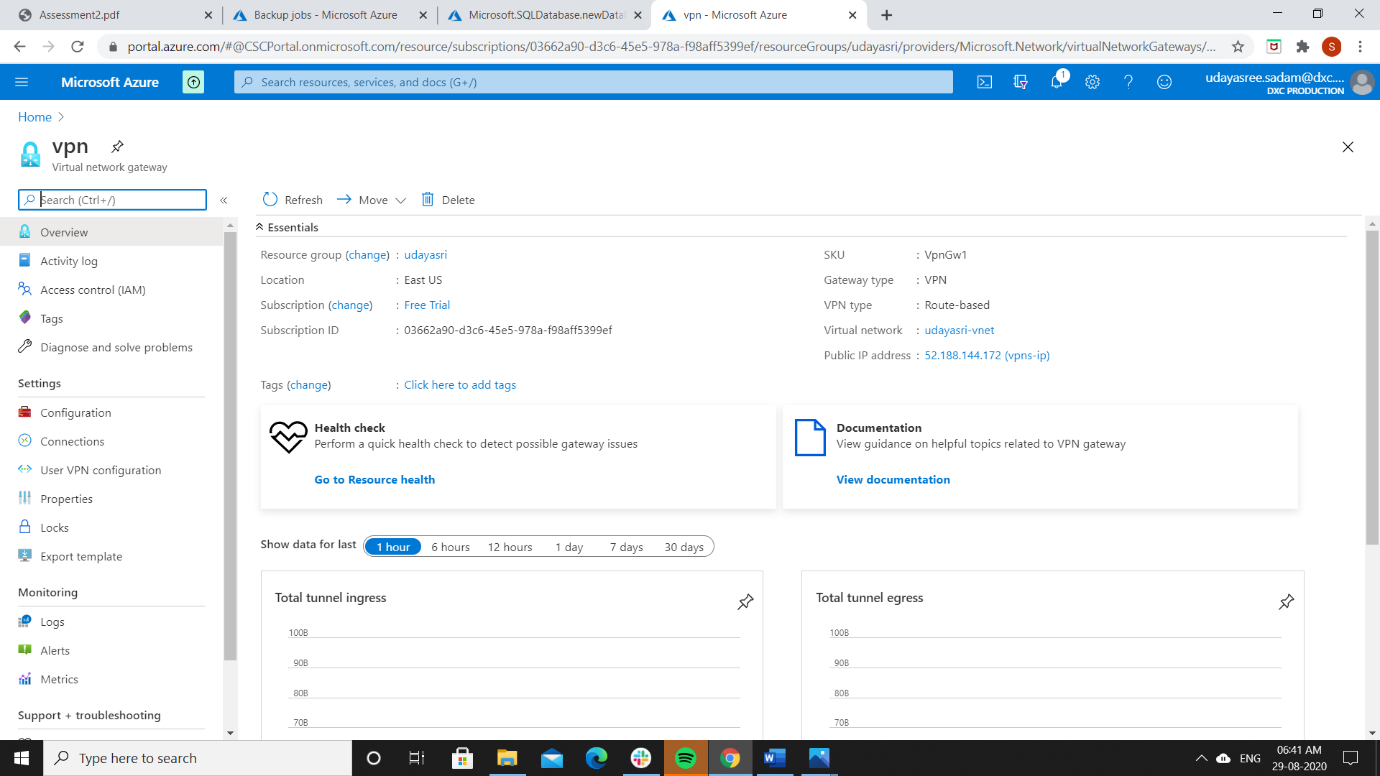 Assessment2.pdf
Backup jobs - Microsoft Azure
Microsoft.SQLDatabase.newData
vpn - Microsoft Azure
portal.azure.com/#@CSCPortal.onmicrosoft.com/resource/subscriptions/03662a90-d3c6-45e5-978a-f98aff5399ef/resourceGroups/udayasri/providers/Microsoft.Network/virtualNetworkGateways/...
S
Microsoft Azure
Search resources, services, and docs (G+/)
1
udayasree.sadam@dxc....
DXC PRODUCTION
Home >
vpn
Virtual network gateway
Search (Ctrl+/)
«
Refresh
Move
Delete
Overview
Activity log
Access control (IAM)
Tags
Diagnose and solve problems
Settings
Configuration
Connections
User VPN configuration
Properties
Locks
Export template
Monitoring
Logs
Alerts
Metrics
Support + troubleshooting
Essentials
Resource group (change) : udayasri
Location : East US
Subscription (change) : Free Trial
Subscription ID : 03662a90-d3c6-45e5-978a-f98aff5399ef
SKU : VpnGw1
Gateway type : VPN
VPN type : Route-based
Virtual network : udayasri-vnet
Public IP address : 52.188.144.172 (vpns-ip)
Tags (change) : Click here to add tags
Health check
Perform a quick health check to detect possible gateway issues
Go to Resource health
Documentation
View guidance on helpful topics related to VPN gateway
View documentation
Show data for last 1 hour 6 hours 12 hours 1 day 7 days 30 days
Total tunnel ingress
100B
90B
80B
70B
Total tunnel egress
100B
90B
80B
70B
Type here to search
ENG
06:41 AM
29-08-2020